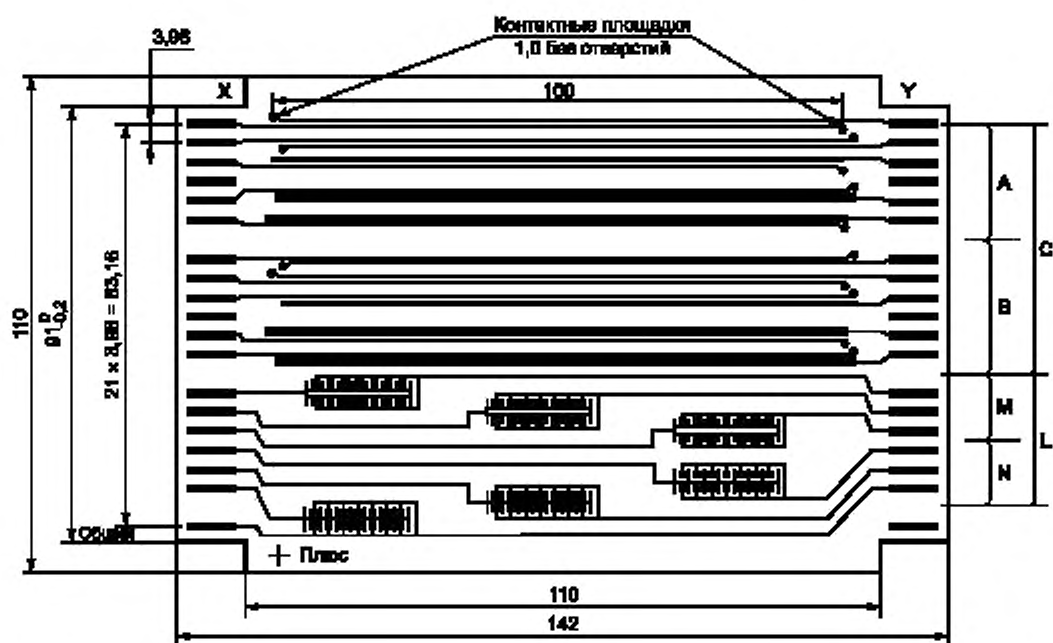 Контактные площадки
1,0 без отверстий
3,96
X
100
Y
A
B
M
L
N
110
21 × 3,96 = 83,16
Плюс
110
142